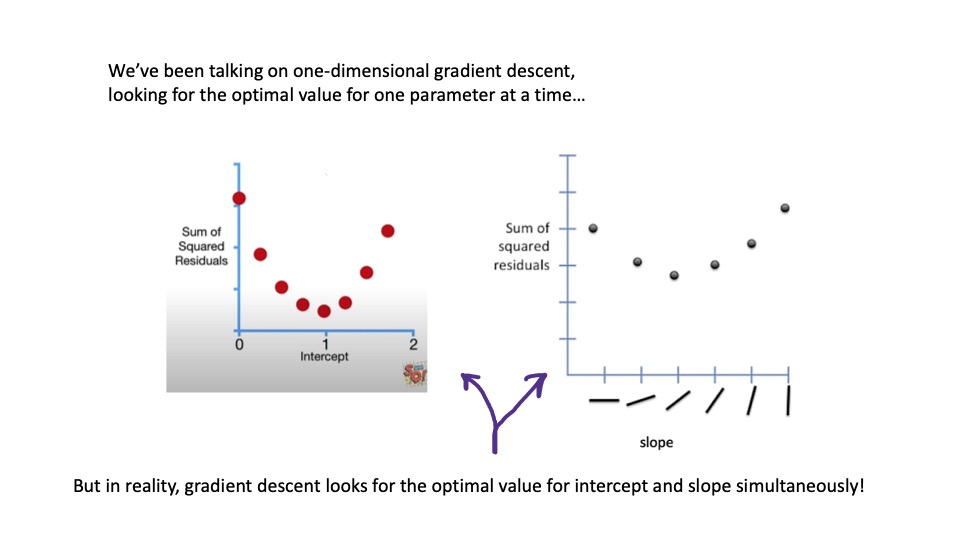 We’ve been talking on one-dimensional gradient descent,
looking for the optimal value for one parameter at a time…
Sum of
Squared
Residuals
0
1
2
Intercept
Sum of
squared
residuals
slope
But in reality, gradient descent looks for the optimal value for intercept and slope simultaneously!